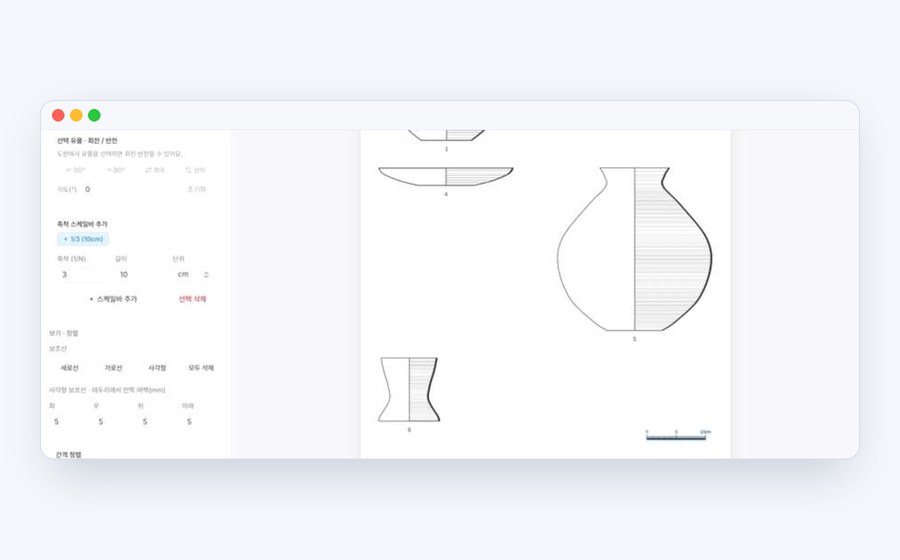 선택 유물 · 회전 / 반전
도판에서 유물을 선택하면 회전·반전할 수 있어요.
↶ 90° ↷ 90° ⇄ 좌우 ⇅ 상하
각도(°) 0 초기화
축척 스케일바 추가
+ 1/3 (10cm)
축척 (1/N) 길이 단위
3 10 cm
+ 스케일바 추가 선택 삭제
보기 · 정렬
보조선
세로선 가로선 사각형 모두 삭제
사각형 보조선 · 테두리에서 안쪽 여백(mm)
좌 우 위 아래
5 5 5 5
간격 정렬
1
4
5
6
0 5 10cm